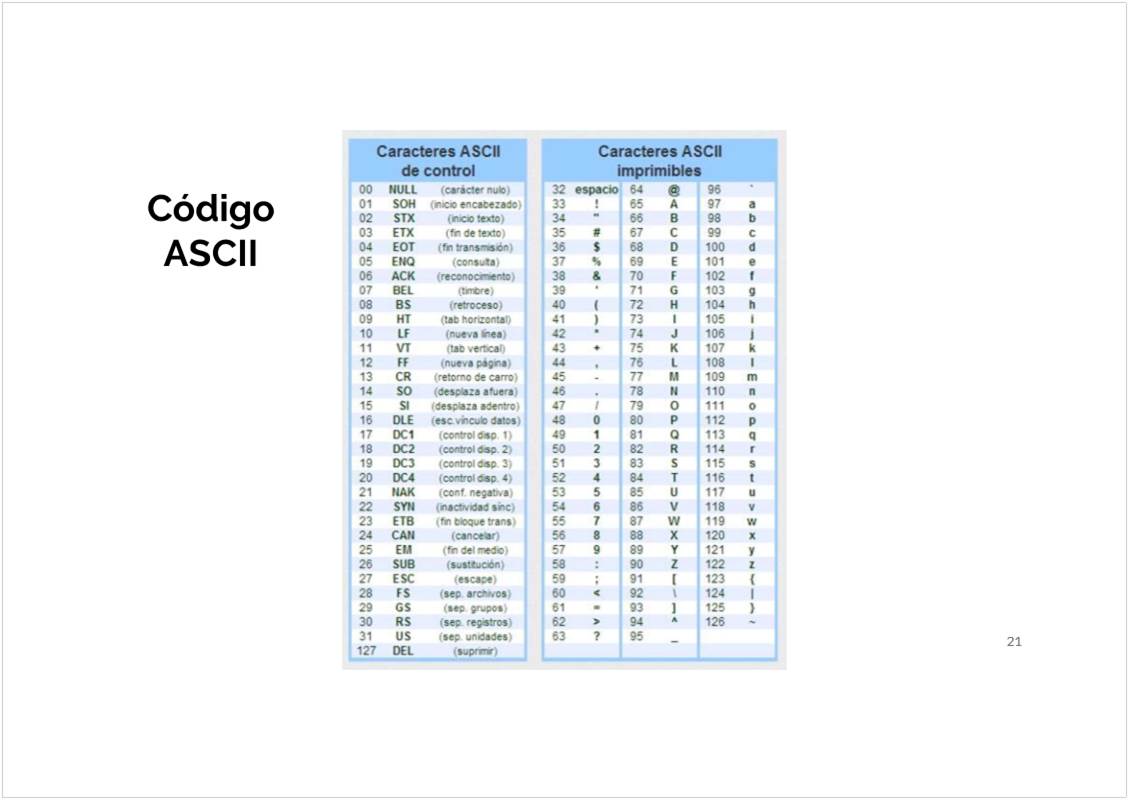 Código
ASCII
Caracteres ASCII
de control
00 NULL (carácter nulo)
01 SOH (inicio encabezado)
02 STX (inicio texto)
03 ETX (fin de texto)
04 EOT (fin transmisión)
05 ENQ (consulta)
06 ACK (reconocimiento)
07 BEL (timbre)
08 BS (retroceso)
09 HT (tab horizontal)
10 LF (nueva línea)
11 VT (tab vertical)
12 FF (nueva página)
13 CR (retorno de carro)
14 SO (desplaza afuera)
15 SI (desplaza adentro)
16 DLE (esc.vínculo datos)
17 DC1 (control disp. 1)
18 DC2 (control disp. 2)
19 DC3 (control disp. 3)
20 DC4 (control disp. 4)
21 NAK (conf. negativa)
22 SYN (inactividad sínc)
23 ETB (fin bloque trans)
24 CAN (cancelar)
25 EM (fin del medio)
26 SUB (sustitución)
27 ESC (escape)
28 FS (sep. archivos)
29 GS (sep. grupos)
30 RS (sep. registros)
31 US (sep. unidades)
127 DEL (suprimir)
Caracteres ASCII
imprimibles
32 espacio 64 @ 96 `
33 ! 65 A 97 a
34 " 66 B 98 b
35 # 67 C 99 c
36 $ 68 D 100 d
37 % 69 E 101 e
38 & 70 F 102 f
39 ' 71 G 103 g
40 ( 72 H 104 h
41 ) 73 I 105 i
42 * 74 J 106 j
43 + 75 K 107 k
44 , 76 L 108 l
45 - 77 M 109 m
46 . 78 N 110 n
47 / 79 O 111 o
48 0 80 P 112 p
49 1 81 Q 113 q
50 2 82 R 114 r
51 3 83 S 115 s
52 4 84 T 116 t
53 5 85 U 117 u
54 6 86 V 118 v
55 7 87 W 119 w
56 8 88 X 120 x
57 9 89 Y 121 y
58 : 90 Z 122 z
59 ; 91 [ 123 {
60 < 92 \ 124 |
61 = 93 ] 125 }
62 > 94 ^ 126 ~
63 ? 95 _
21